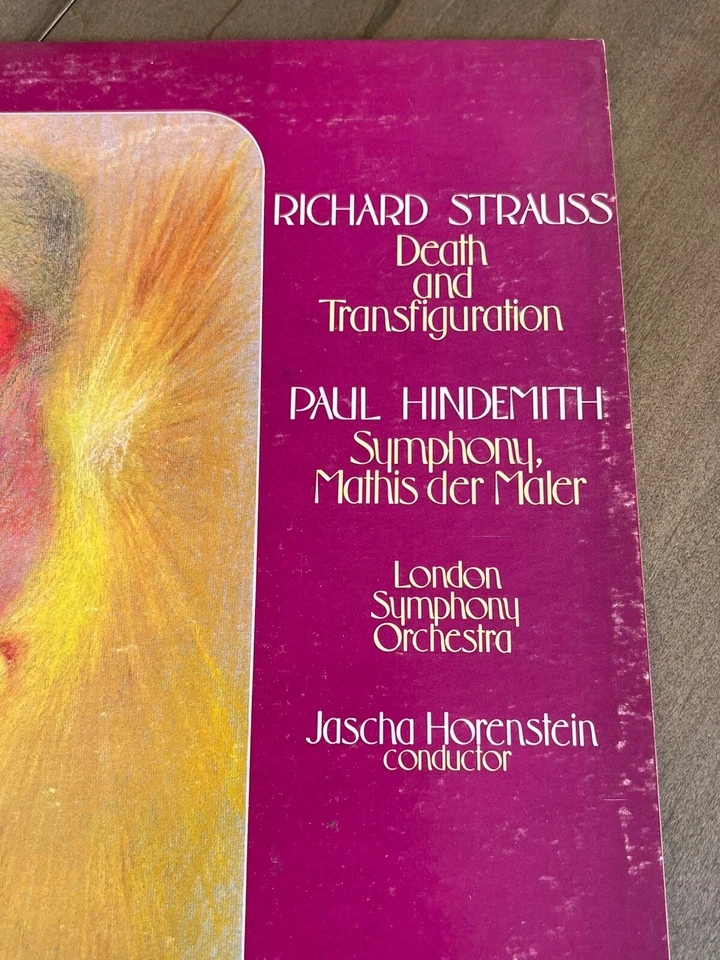 RICHARD STRAUSS
Death
and
Transfiguration
PAUL HINDEMITH
Symphony,
Mathis der Maler
London
Symphony
Orchestra
Jascha Horenstein
conductor